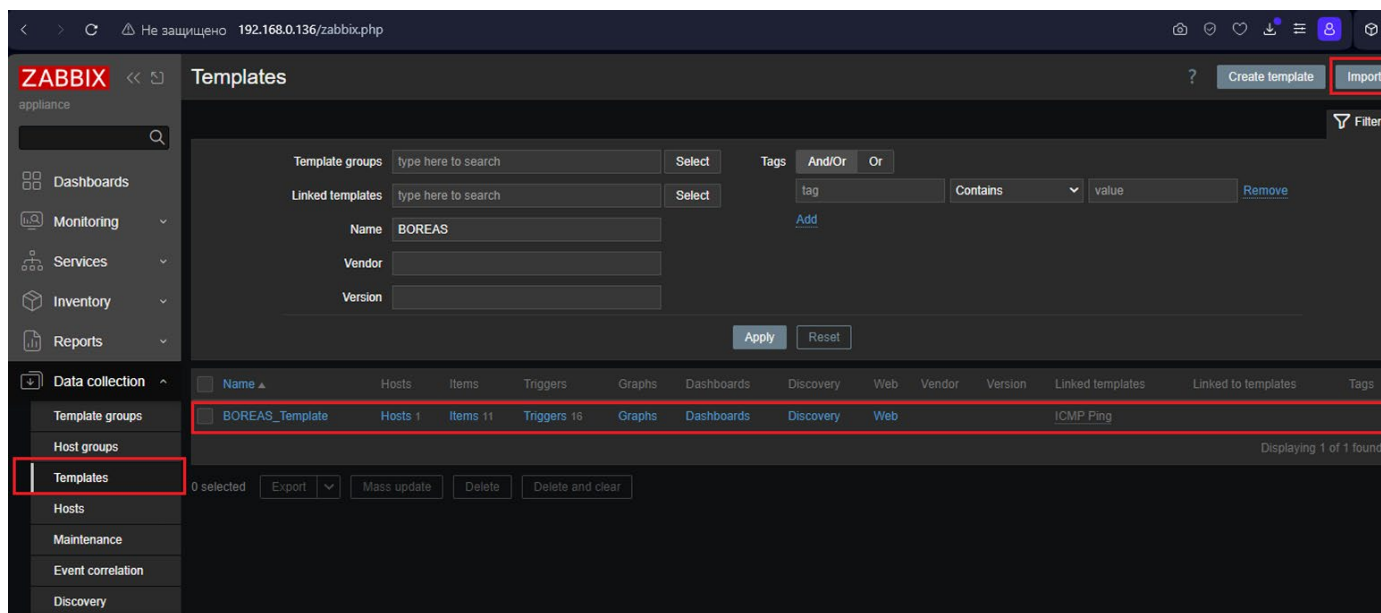 Не защищено 192.168.0.136/zabbix.php
ZABBIX
appliance
Templates
? Create template Import
Filter
Dashboards
Monitoring
Services
Inventory
Reports
Data collection
Template groups
Host groups
Templates
Hosts
Maintenance
Event correlation
Discovery
Template groups type here to search Select Tags And/Or Or
Linked templates type here to search Select tag Contains value Remove
Add
Name BOREAS
Vendor
Version
Apply Reset
Name Hosts Items Triggers Graphs Dashboards Discovery Web Vendor Version Linked templates Linked to templates Tags
BOREAS_Template Hosts 1 Items 11 Triggers 16 Graphs Dashboards Discovery Web ICMP Ping
Displaying 1 of 1 found
0 selected Export Mass update Delete Delete and clear